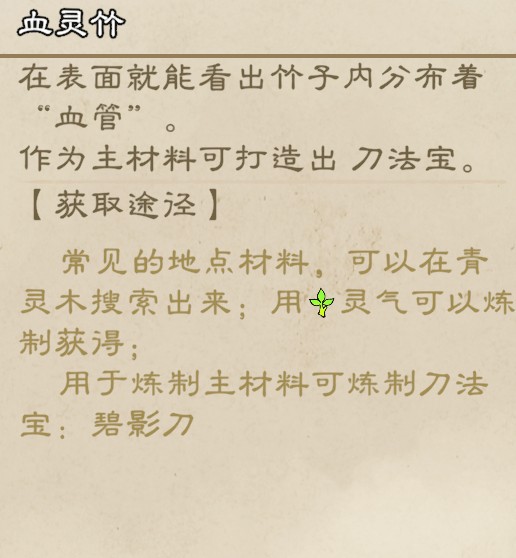 血灵竹
在表面就能看出竹子内分布着
“血管”。
作为主材料可打造出 刀法宝。
【获取途径】
常见的地点材料，可以在青
灵木搜索出来；用灵气可以炼
制获得；
用于炼制主材料可炼制刀法
宝：碧影刀